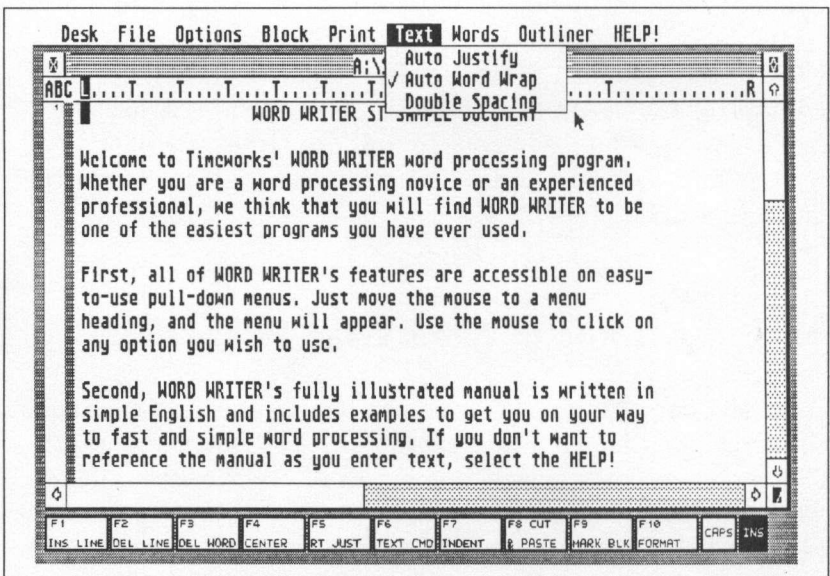 Desk File Options Block Print Text Words Outliner HELP!
Auto Justify
✓ Auto Word Wrap
Double Spacing
A:\
ABC L....T....T....T....T....T....T.
....T...............R
1
WORD WRITER ST SAMPLE DOCUMENT
Welcome to Timeworks' WORD WRITER word processing program.
Whether you are a word processing novice or an experienced
professional, we think that you will find WORD WRITER to be
one of the easiest programs you have ever used.
First, all of WORD WRITER's features are accessible on easy-
to-use pull-down menus. Just move the mouse to a menu
heading, and the menu will appear. Use the mouse to click on
any option you wish to use.
Second, WORD WRITER's fully illustrated manual is written in
simple English and includes examples to get you on your way
to fast and simple word processing. If you don't want to
reference the manual as you enter text, select the HELP!
F1 F2 F3 F4 F5 F6 F7 F8 CUT F9 F10
INS LINE DEL LINE DEL WORD CENTER RT JUST TEXT CMD INDENT & PASTE MARK BLK FORMAT CAPS INS